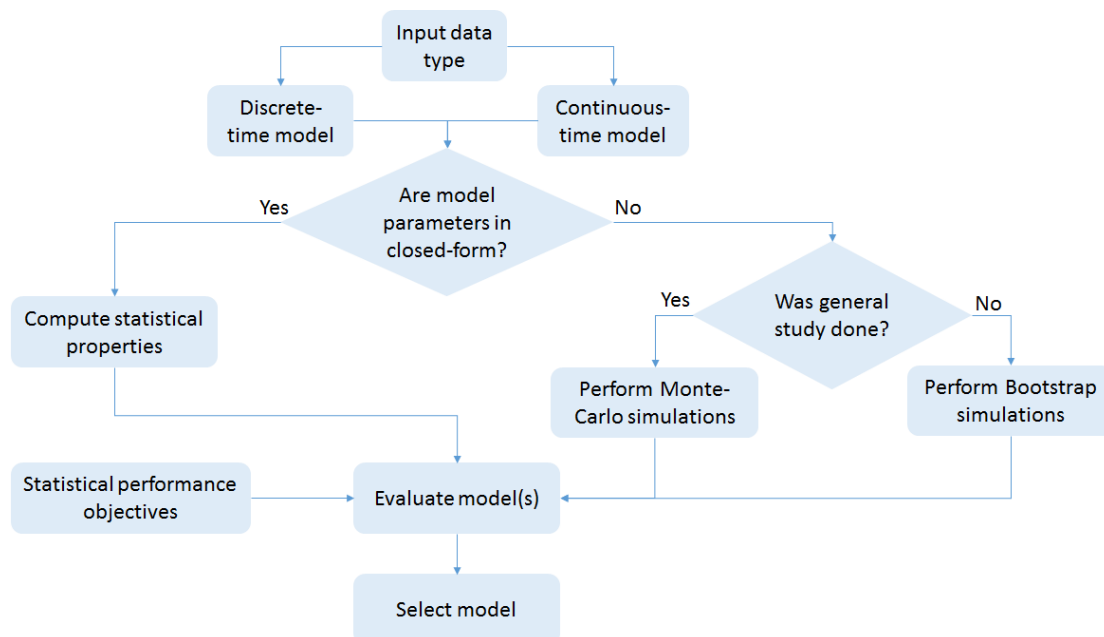 Input data
type
Discrete-
time model
Continuous-
time model
Are model
parameters in
closed-form?
Yes
No
Compute statistical
properties
Was general
study done?
Yes
No
Perform Monte-
Carlo simulations
Perform Bootstrap
simulations
Statistical performance
objectives
Evaluate model(s)
Select model